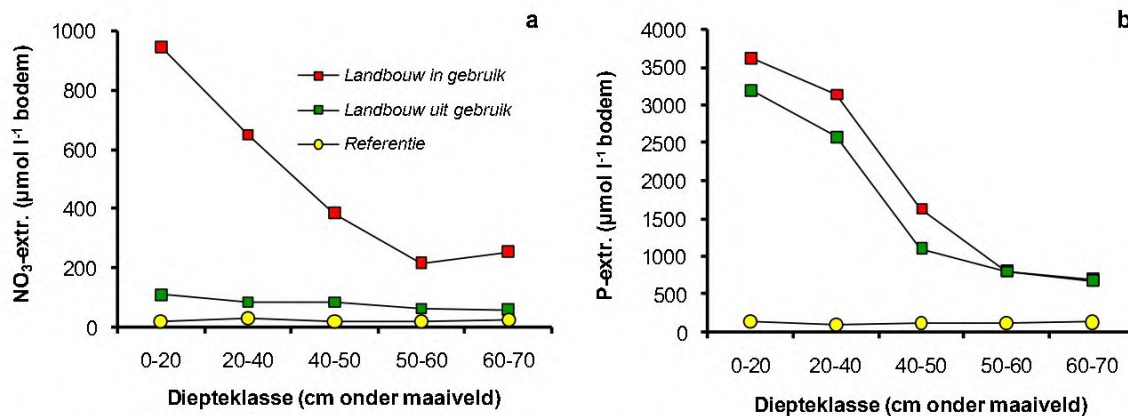 a
NO₃-extr. (µmol l⁻¹ bodem)
1000
800
600
400
200
0
Landbouw in gebruik
Landbouw uit gebruik
Referentie
0-20 20-40 40-50 50-60 60-70
Diepteklasse (cm onder maaiveld)
b
P-extr. (µmol l⁻¹ bodem)
4000
3500
3000
2500
2000
1500
1000
500
0
0-20 20-40 40-50 50-60 60-70
Diepteklasse (cm onder maaiveld)